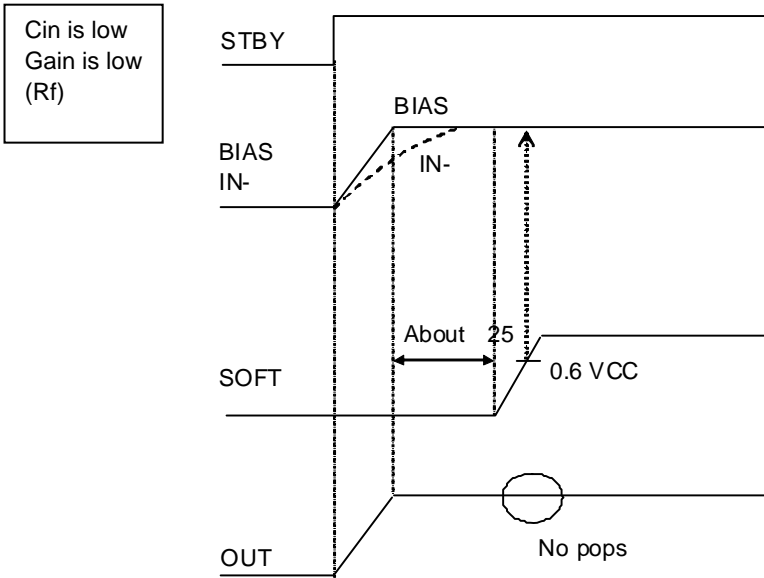 Cin is low
Gain is low
(Rf)
STBY
BIAS
BIAS
IN-
IN-
About 25
0.6 VCC
SOFT
No pops
OUT